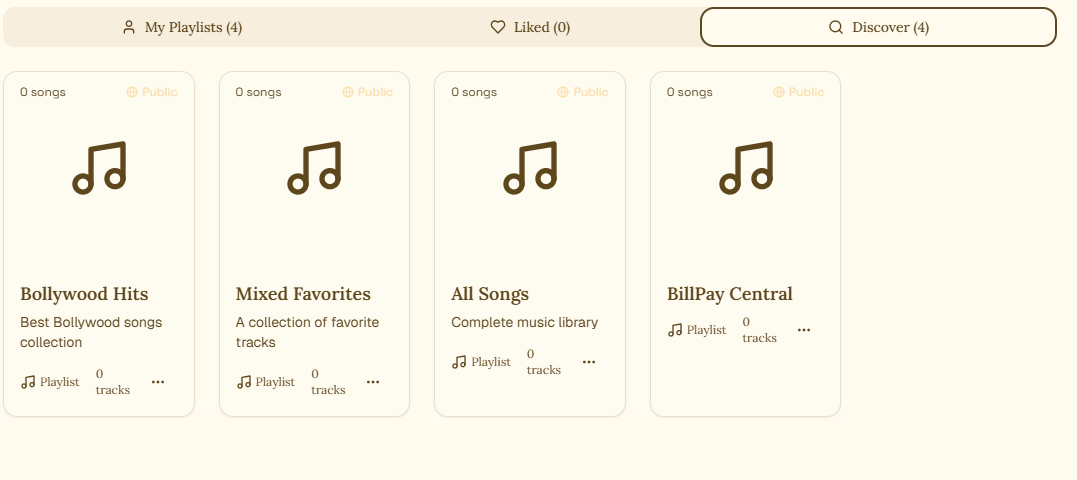 My Playlists (4)
Liked (0)
Discover (4)
0 songs
Public
Bollywood Hits
Best Bollywood songs
collection
Playlist
0
tracks
0 songs
Public
Mixed Favorites
A collection of favorite
tracks
Playlist
0
tracks
0 songs
Public
All Songs
Complete music library
Playlist
0
tracks
0 songs
Public
BillPay Central
Playlist
0
tracks